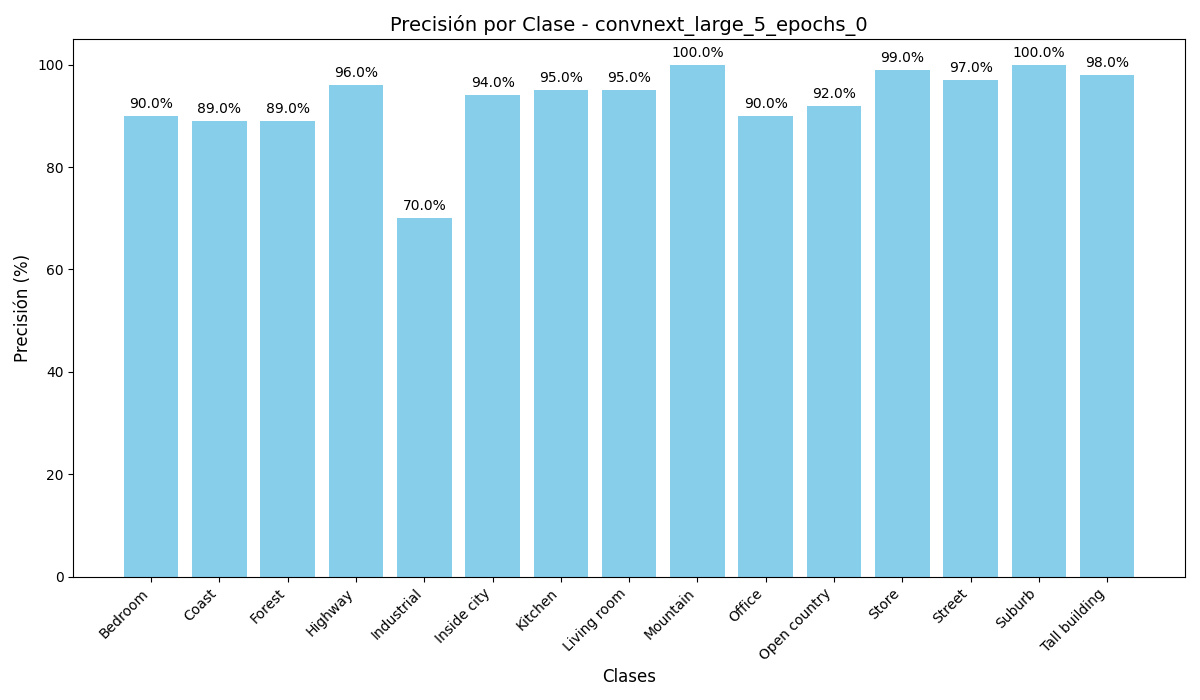 Precisión por Clase - convnext_large_5_epochs_0
Precisión (%)
100
80
60
40
20
0
90.0%
89.0%
89.0%
96.0%
70.0%
94.0%
95.0%
95.0%
100.0%
90.0%
92.0%
99.0%
97.0%
100.0%
98.0%
Bedroom
Coast
Forest
Highway
Industrial
Inside city
Kitchen
Living room
Mountain
Office
Open country
Store
Street
Suburb
Tall building
Clases